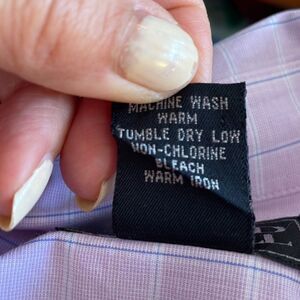 MACHINE WASH
WARM
TUMBLE DRY LOW
NON-CHLORINE
BLEACH
WARM IRON